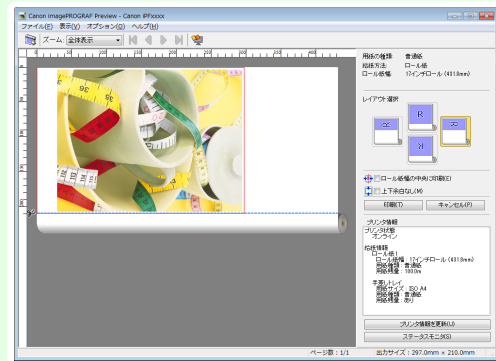 Canon imagePROGRAF Preview - Canon iPFxxxx
ファイル(F) 表示(V) オプション(O) ヘルプ(H)
ズーム: 全体表示
用紙の種類: 普通紙
給紙方法: ロール紙
ロール紙幅: 17インチロール (431.8mm)
レイアウト選択
ロール紙幅の中央に印刷(E)
上下余白なし(M)
印刷(T) キャンセル(P)
プリンタ情報
プリンタ状態
オンライン
給紙情報
ロール紙1
ロール紙幅 : 17インチロール (431.8mm)
用紙種類 : 普通紙
用紙残量 : 100.0m
手差しトレイ
用紙サイズ : ISO A4
用紙種類 : 普通紙
用紙残量 : あり
プリンタ情報を更新(U)
ステータスモニタ(S)
ページ数 : 1/1 出力サイズ : 297.0mm × 210.0mm